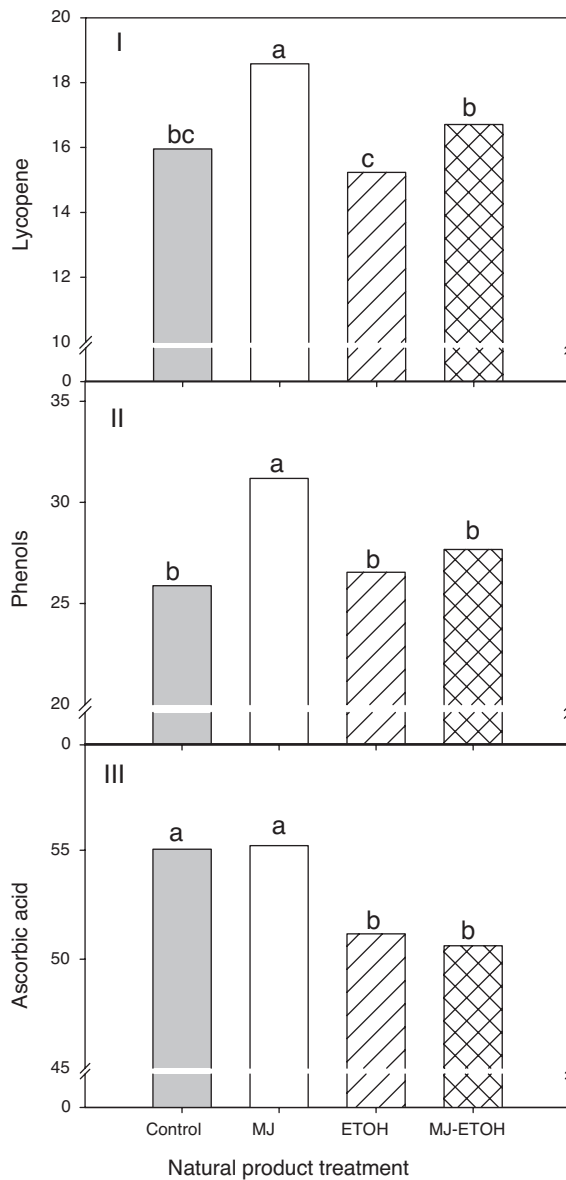 20
I
a
18
b
bc
16
c
Lycopene
14
12
10
0
35
II
a
30
b
b
b
Phenols
25
20
0
III
a
a
55
b
b
Ascorbic acid
50
45
0
Control MJ ETOH MJ-ETOH
Natural product treatment